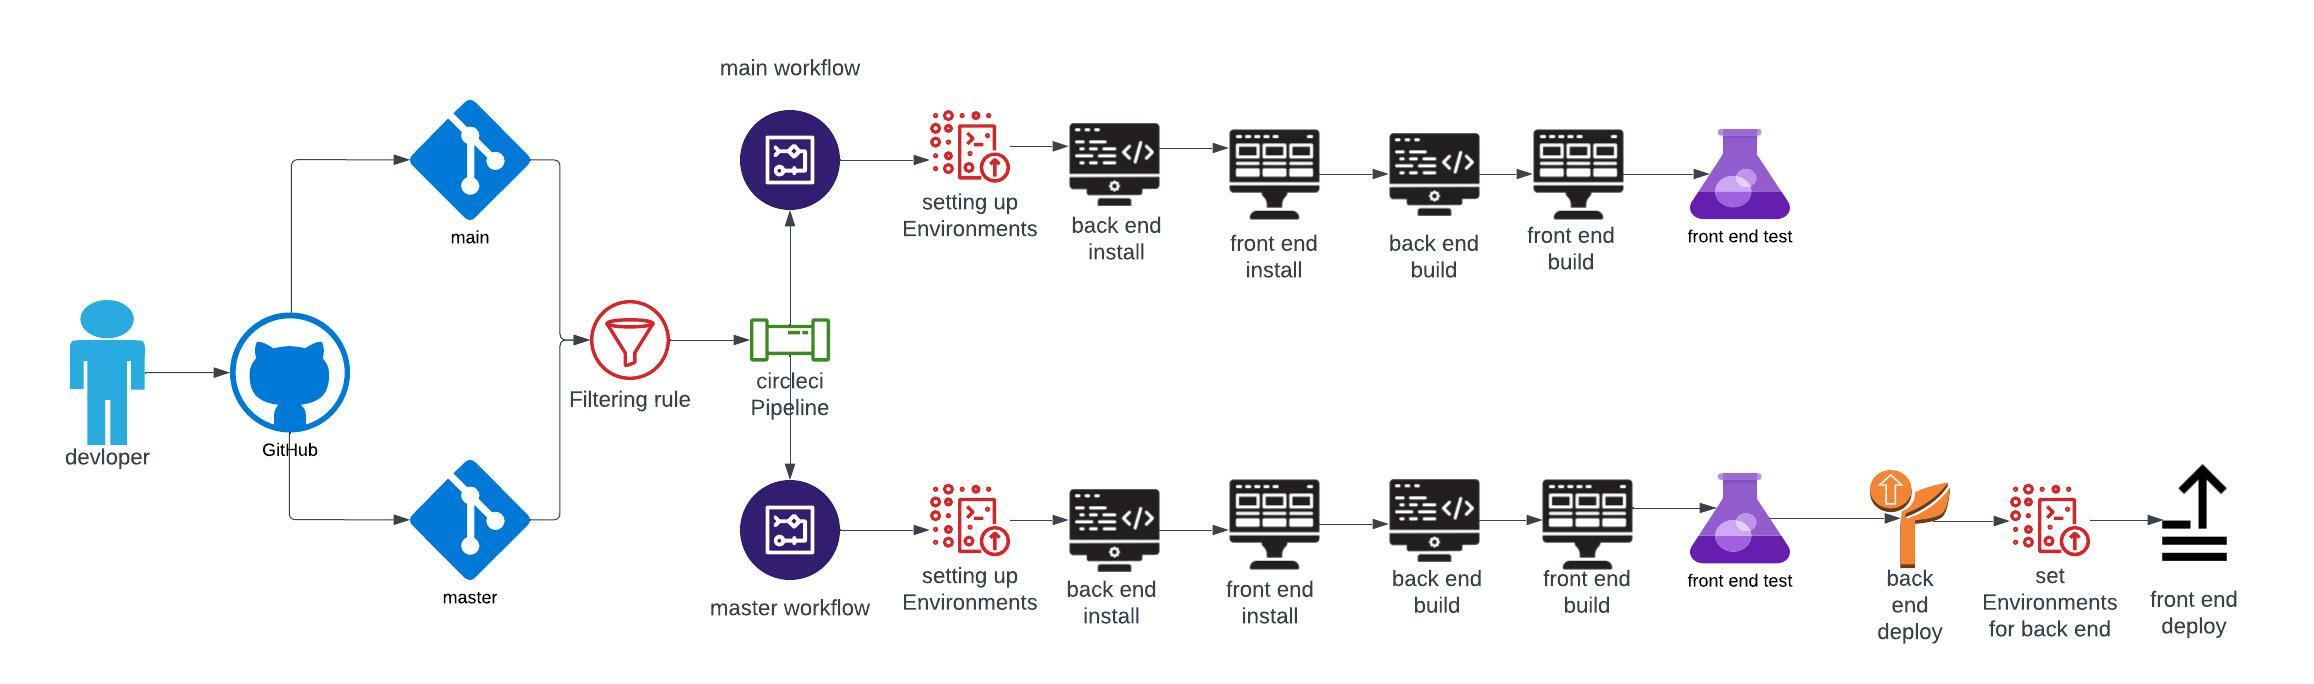 main workflow
setting up
Environments
back end
install
front end
install
back end
build
front end
build
front end test
main
devloper
GitHub
Filtering rule
circleci
Pipeline
master
master workflow
setting up
Environments
back end
install
front end
install
back end
build
front end
build
front end test
back
end
deploy
set
Environments
for back end
front end
deploy